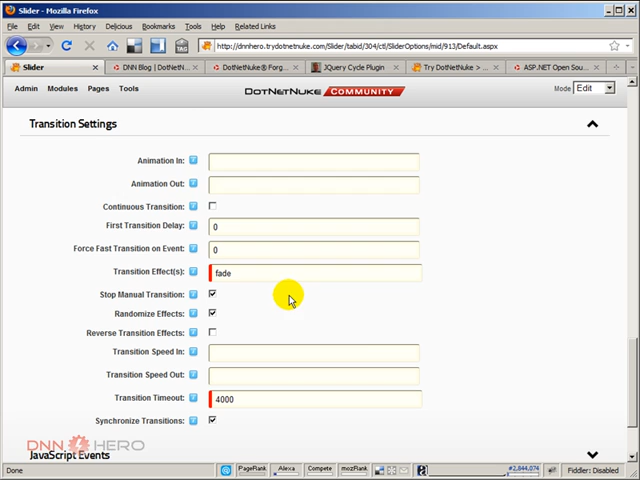 Slider - Mozilla Firefox
File Edit View History Delicious Bookmarks Tools Help Related Links
TAG http://dnnhero.trydotnetnuke.com/Slider/tabid/304/ctl/SliderOptions/mid/913/Default.aspx
Slider DNN Blog | DotNetN... DotNetNuke® Forg... JQuery Cycle Plugin Try DotNetNuke > ... ASP.NET Open Sour...
Admin Modules Pages Tools DOTNETNUKE COMMUNITY Mode Edit
Transition Settings
Animation In:
Animation Out:
Continuous Transition:
First Transition Delay: 0
Force Fast Transition on Event: 0
Transition Effect(s): fade
Stop Manual Transition:
Randomize Effects:
Reverse Transition Effects:
Transition Speed In:
Transition Speed Out:
Transition Timeout: 4000
Synchronize Transitions:
DNN HERO
JavaScript Events
Done PageRank Alexa Compete mozRank #2,844,074 Fiddler: Disabled